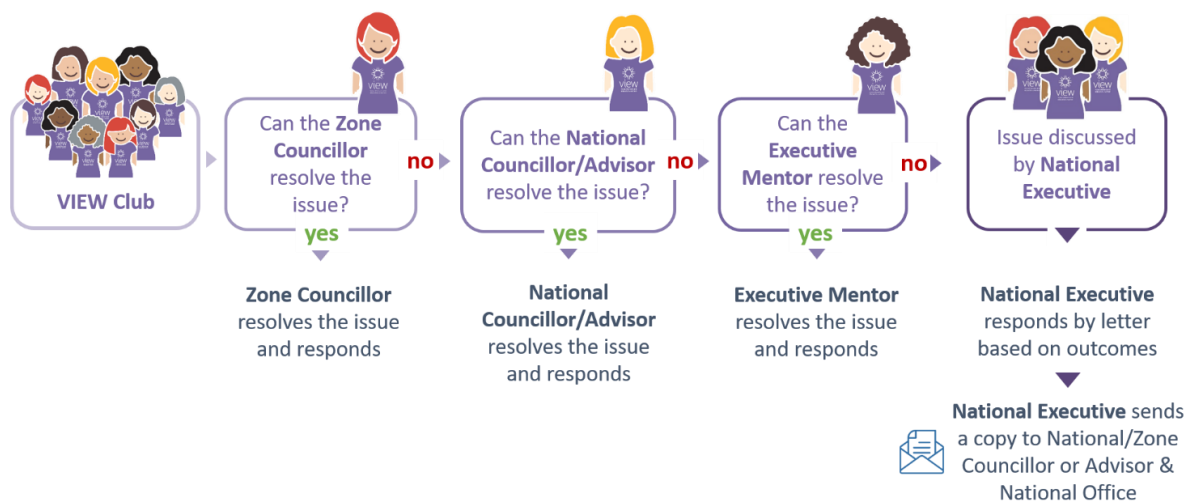 VIEW Club
Can the Zone
Councillor
resolve the
issue?
no
yes
Zone Councillor
resolves the issue
and responds
Can the National
Councillor/Advisor
resolve the issue?
no
yes
National
Councillor/Advisor
resolves the issue
and responds
Can the
Executive
Mentor resolve
the issue?
no
yes
Executive Mentor
resolves the issue
and responds
Issue discussed
by National
Executive
National Executive
responds by letter
based on outcomes
National Executive sends
a copy to National/Zone
Councillor or Advisor &
National Office
view
view
view
view